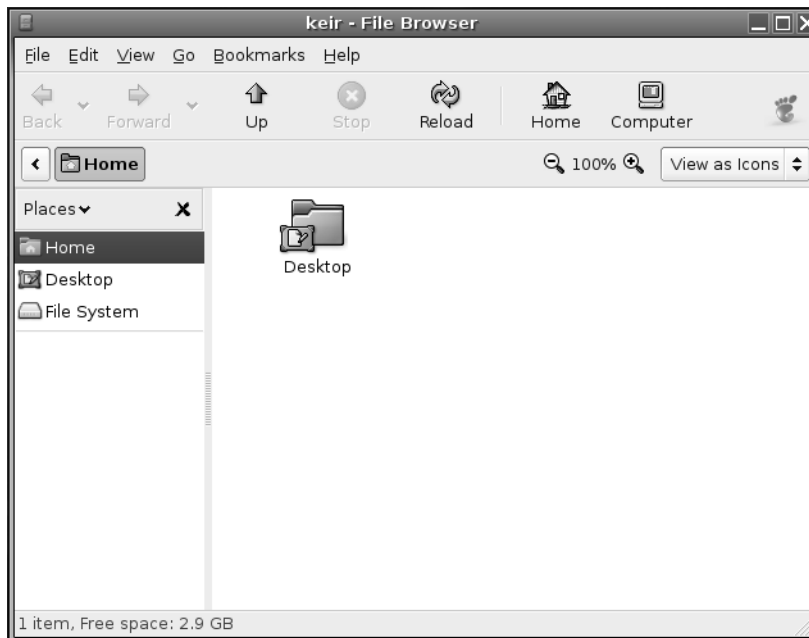 keir - File Browser
File Edit View Go Bookmarks Help
Back Forward Up Stop Reload Home Computer
Home 100% View as Icons
Places
Home
Desktop
File System
Desktop
1 item, Free space: 2.9 GB